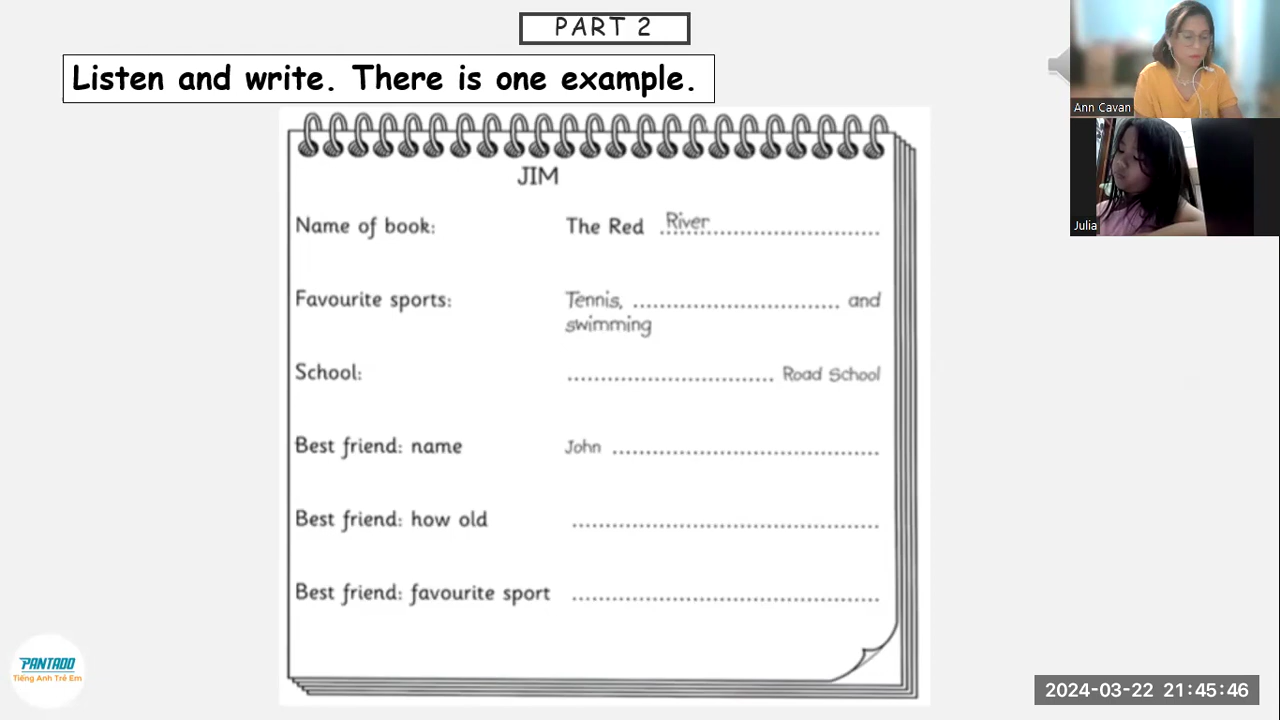 PART 2
Listen and write. There is one example.
JIM
Name of book: The Red River
Favourite sports: Tennis, ........................ and
swimming
School: ........................ Road School
Best friend: name John ........................
Best friend: how old ........................
Best friend: favourite sport ........................
Ann Cavan
Julia
PANTADO
Tiếng Anh Trẻ Em
2024-03-22 21:45:46